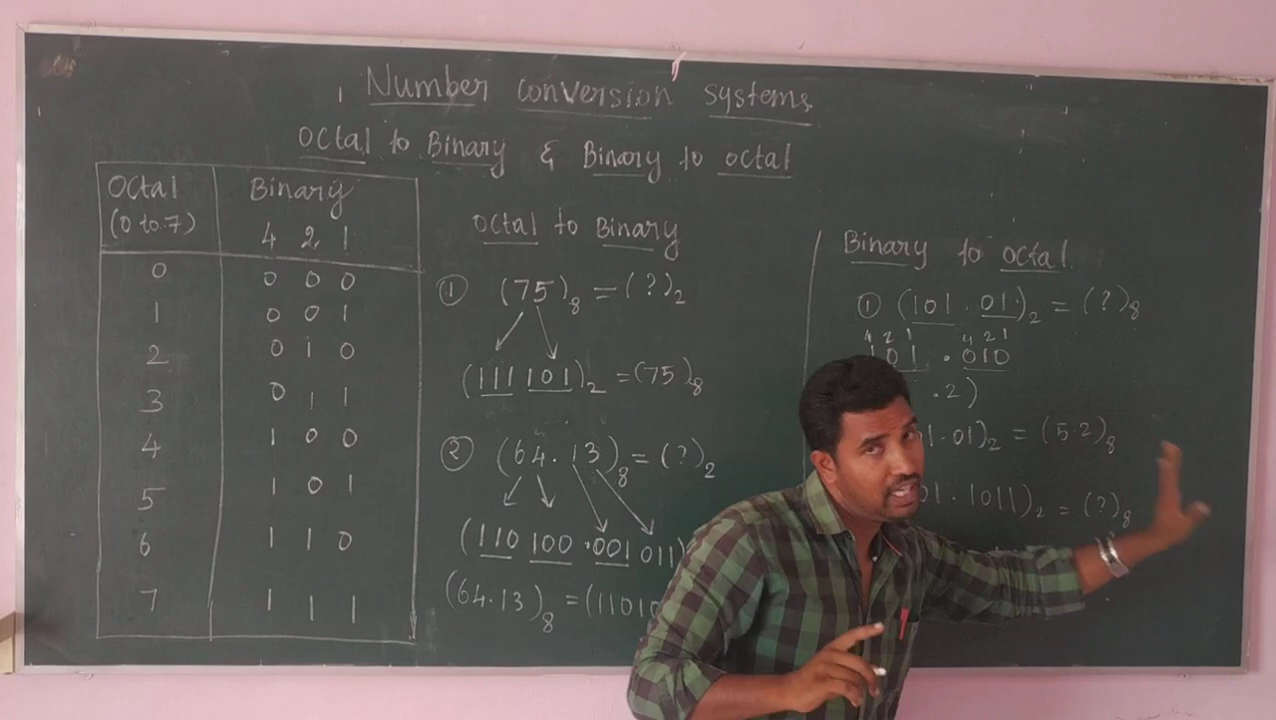 Number conversion systems
Octal to Binary & Binary to octal
Octal (0 to 7) Binary
4 2 1
0 0 0 0
1 0 0 1
2 0 1 0
3 0 1 1
4 1 0 0
5 1 0 1
6 1 1 0
7 1 1 1
Octal to Binary
① (75)₈ = (?)₂
(111 101)₂ = (75)₈
② (64.13)₈ = (?)₂
(110 100 .001 011)
(64.13)₈ = (11010
Binary to octal
① (101.01)₂ = (?)₈
4 2 1 4 2 1
101 . 010
.2)
1.01)₂ = (5.2)₈
01.1011)₂ = (?)₈